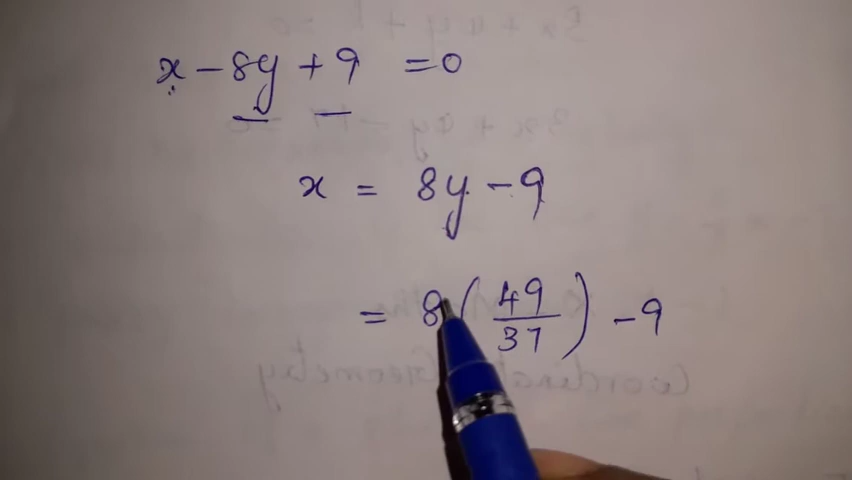 x - 8y + 9 = 0
x = 8y - 9
= 8 ( 49/37 ) - 9